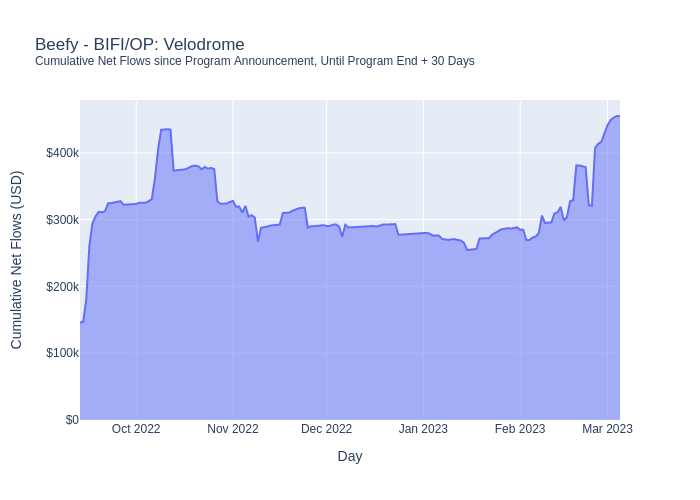 Beefy - BIFI/OP: Velodrome
Cumulative Net Flows since Program Announcement, Until Program End + 30 Days
Cumulative Net Flows (USD)
$400k
$300k
$200k
$100k
$0
Oct 2022
Nov 2022
Dec 2022
Jan 2023
Feb 2023
Mar 2023
Day